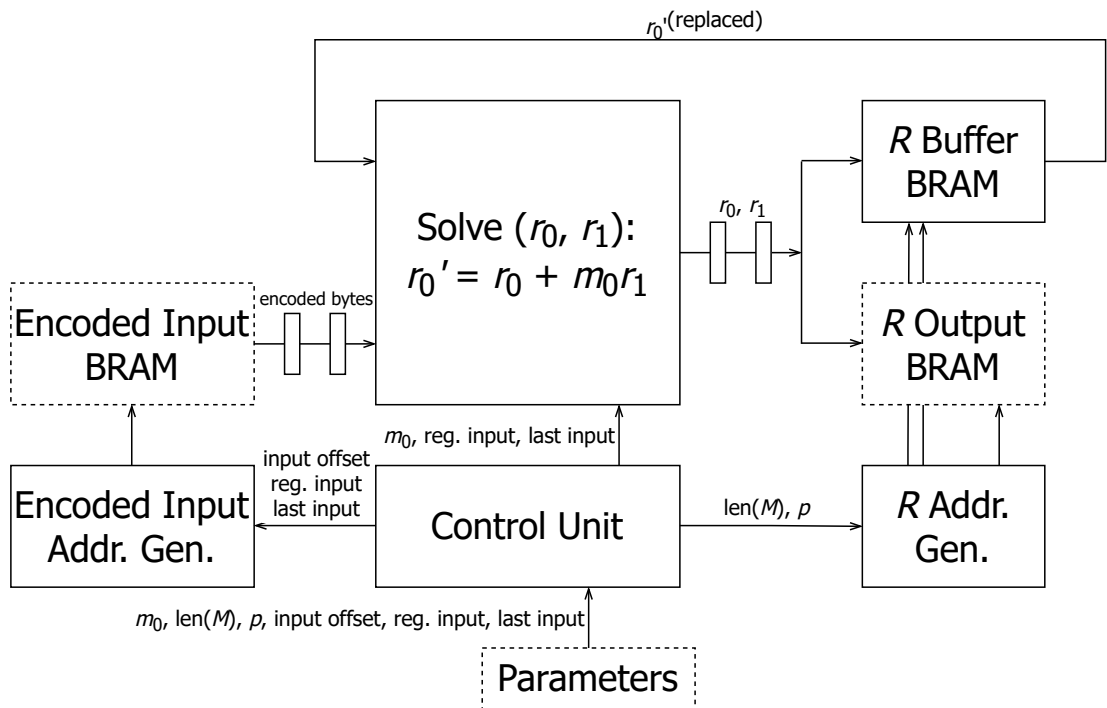 r0'(replaced)
R Buffer
BRAM
Solve (r0, r1):
r0' = r0 + m0r1
r0, r1
encoded bytes
Encoded Input
BRAM
R Output
BRAM
m0, reg. input, last input
input offset
reg. input
last input
Encoded Input
Addr. Gen.
Control Unit
len(M), p
R Addr.
Gen.
m0, len(M), p, input offset, reg. input, last input
Parameters